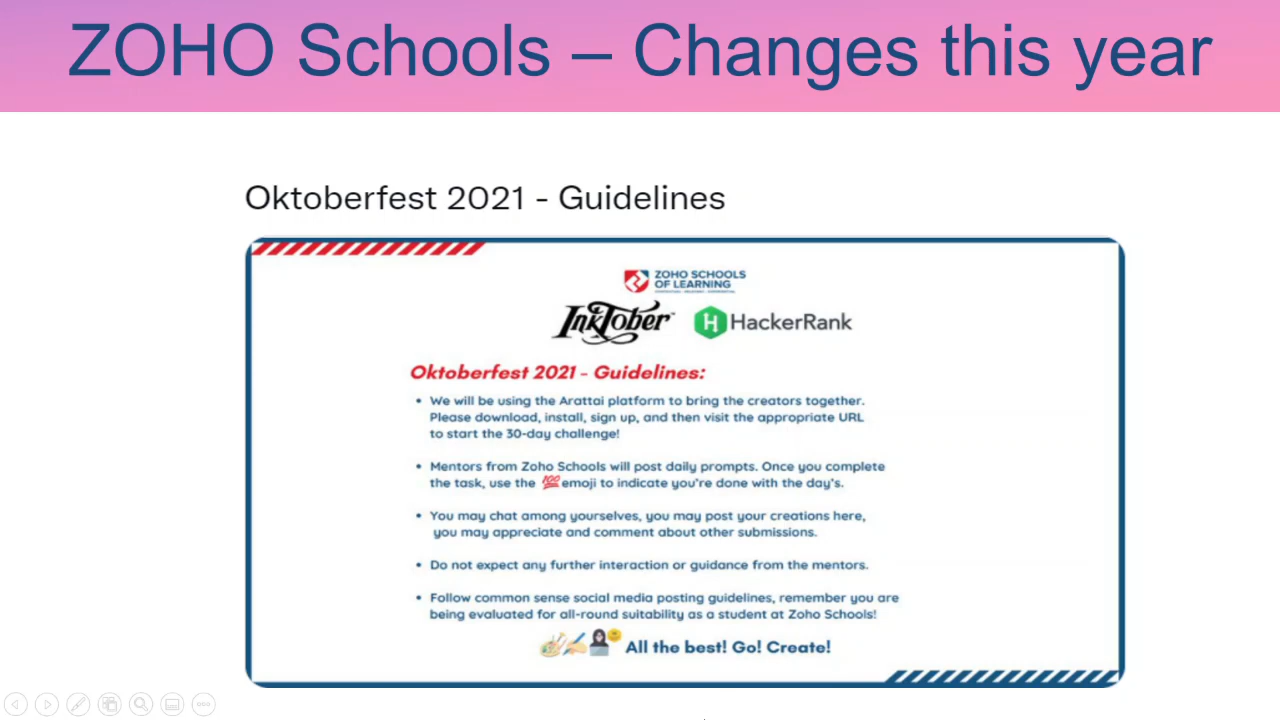 ZOHO Schools – Changes this year
Oktoberfest 2021 - Guidelines
ZOHO SCHOOLS
OF LEARNING
InkTober™
H HackerRank
Oktoberfest 2021 - Guidelines:
• We will be using the Arattai platform to bring the creators together.
Please download, install, sign up, and then visit the appropriate URL
to start the 30-day challenge!
• Mentors from Zoho Schools will post daily prompts. Once you complete
the task, use the 💯 emoji to indicate you're done with the day's.
• You may chat among yourselves, you may post your creations here,
you may appreciate and comment about other submissions.
• Do not expect any further interaction or guidance from the mentors.
• Follow common sense social media posting guidelines, remember you are
being evaluated for all-round suitability as a student at Zoho Schools!
All the best! Go! Create!